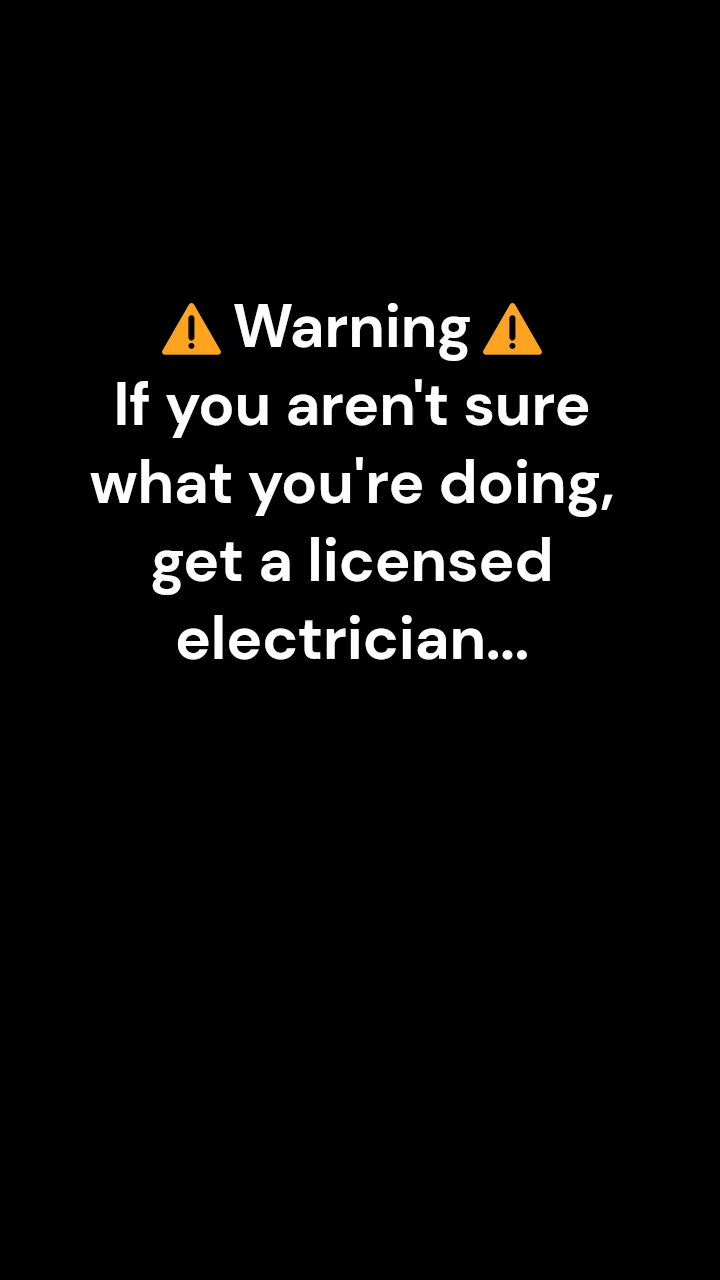 ⚠️ Warning ⚠️
If you aren't sure
what you're doing,
get a licensed
electrician...